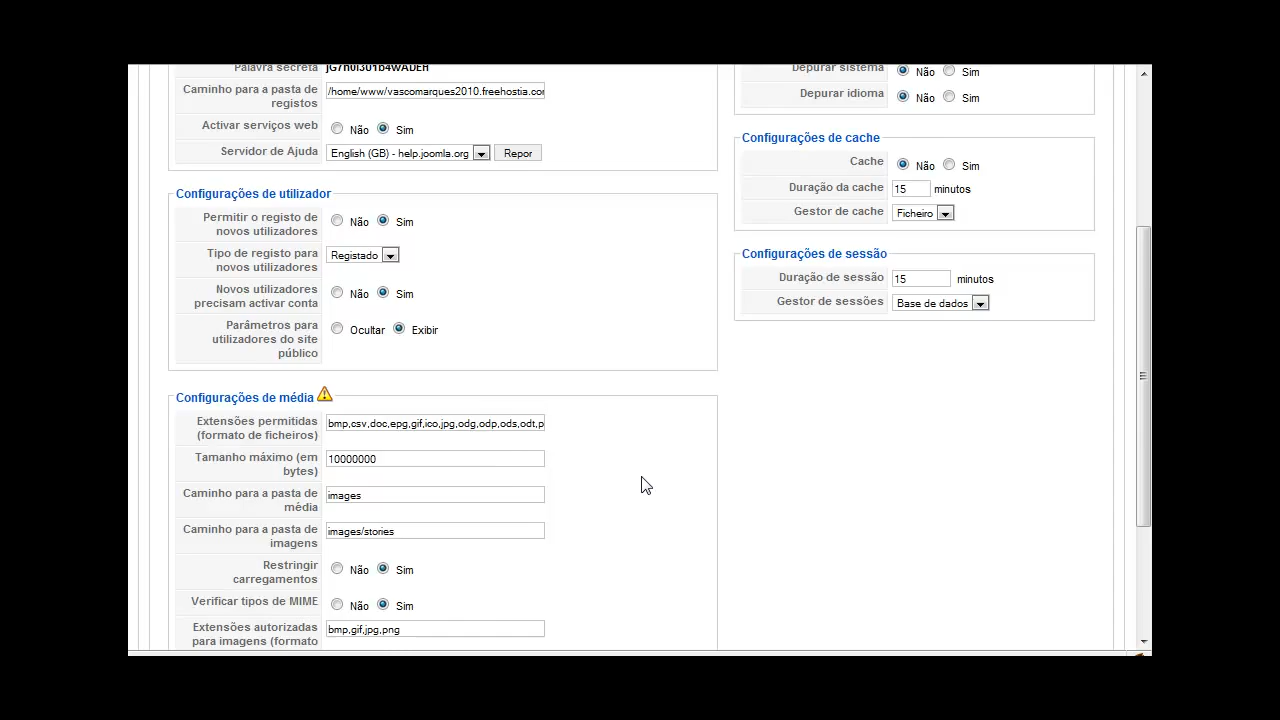 Palavra secreta
Caminho para a pasta de registos
/home/www/vascomarques2010.freehostia.cor
Activar serviços web
Não Sim
Servidor de Ajuda
English (GB) - help.joomla.org Repor
Configurações de utilizador
Permitir o registo de novos utilizadores
Não Sim
Tipo de registo para novos utilizadores
Registado
Novos utilizadores precisam activar conta
Não Sim
Parâmetros para utilizadores do site público
Ocultar Exibir
Configurações de média
Extensões permitidas (formato de ficheiros)
bmp,csv,doc,epg,gif,ico,jpg,odg,odp,ods,odt,p
Tamanho máximo (em bytes)
10000000
Caminho para a pasta de média
images
Caminho para a pasta de imagens
images/stories
Restringir carregamentos
Não Sim
Verificar tipos de MIME
Não Sim
Extensões autorizadas para imagens (formato
bmp,gif,jpg,png
Depurar sistema
Não Sim
Depurar idioma
Não Sim
Configurações de cache
Cache
Não Sim
Duração da cache
15 minutos
Gestor de cache
Ficheiro
Configurações de sessão
Duração de sessão
15 minutos
Gestor de sessões
Base de dados